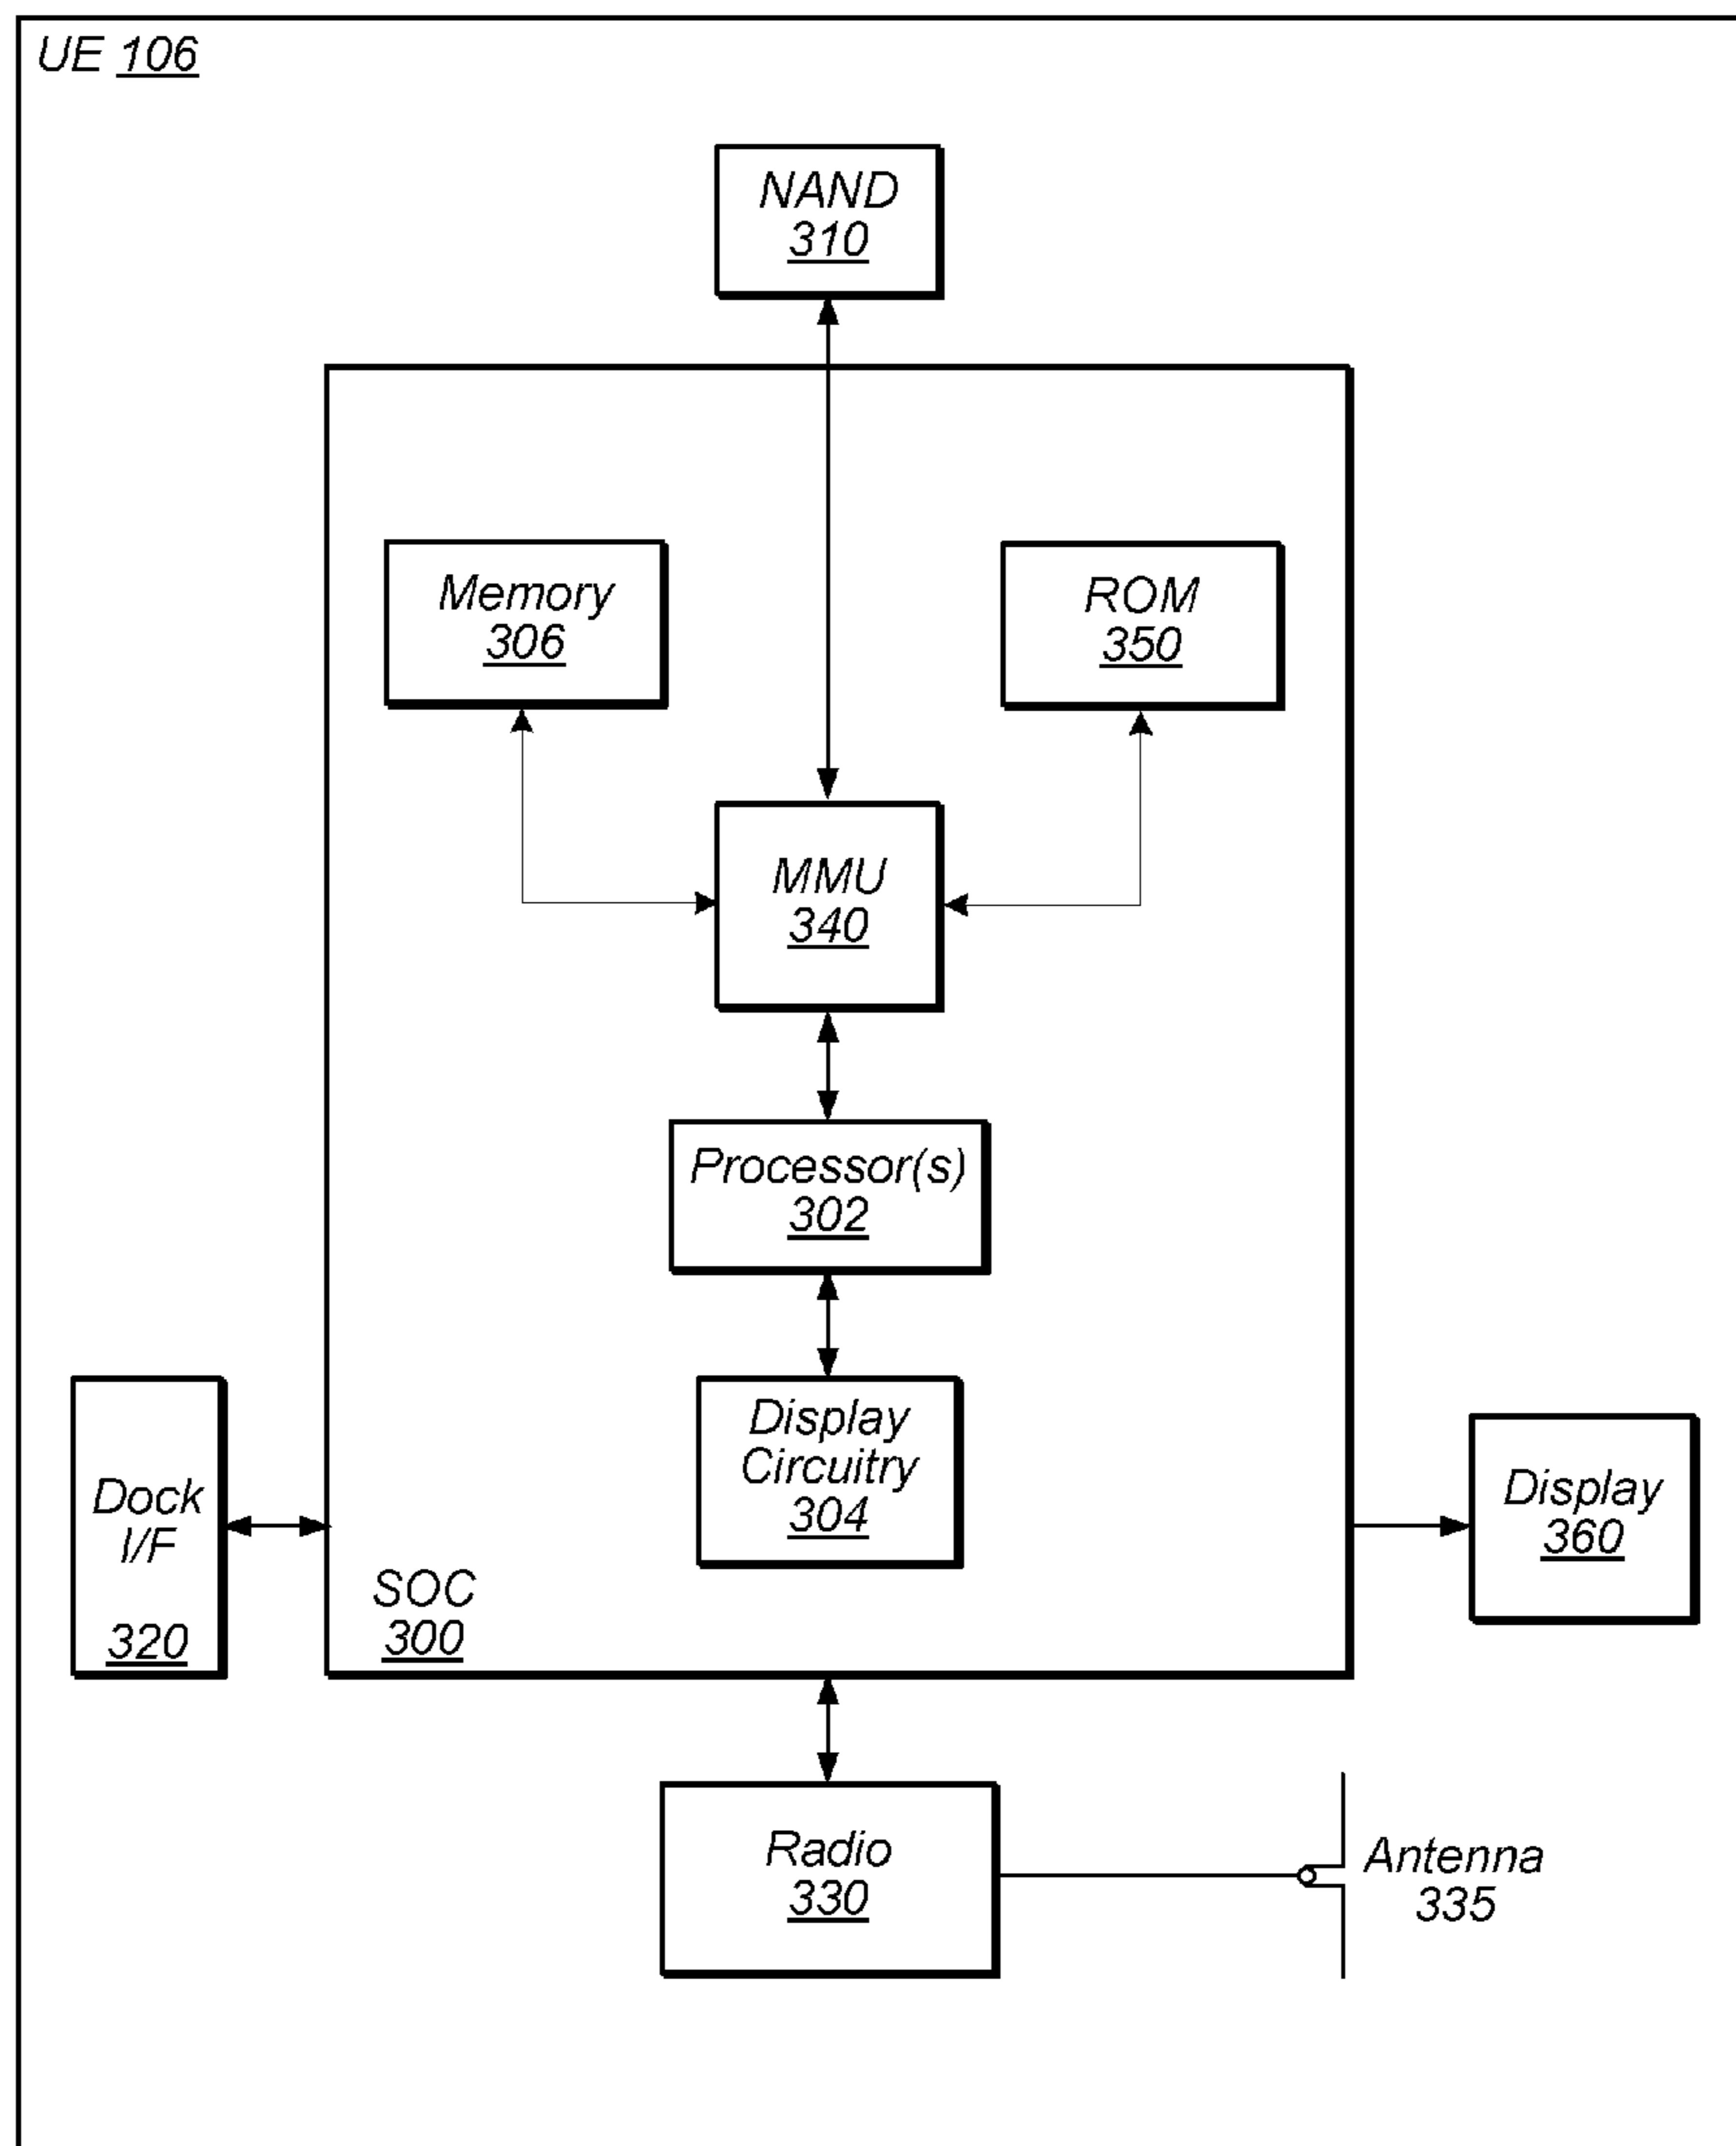 UE 106
NAND
310
Memory
306
ROM
350
MMU
340
Processor(s)
302
Display
Circuitry
304
Dock
I/F
320
SOC
300
Display
360
Radio
330
Antenna
335